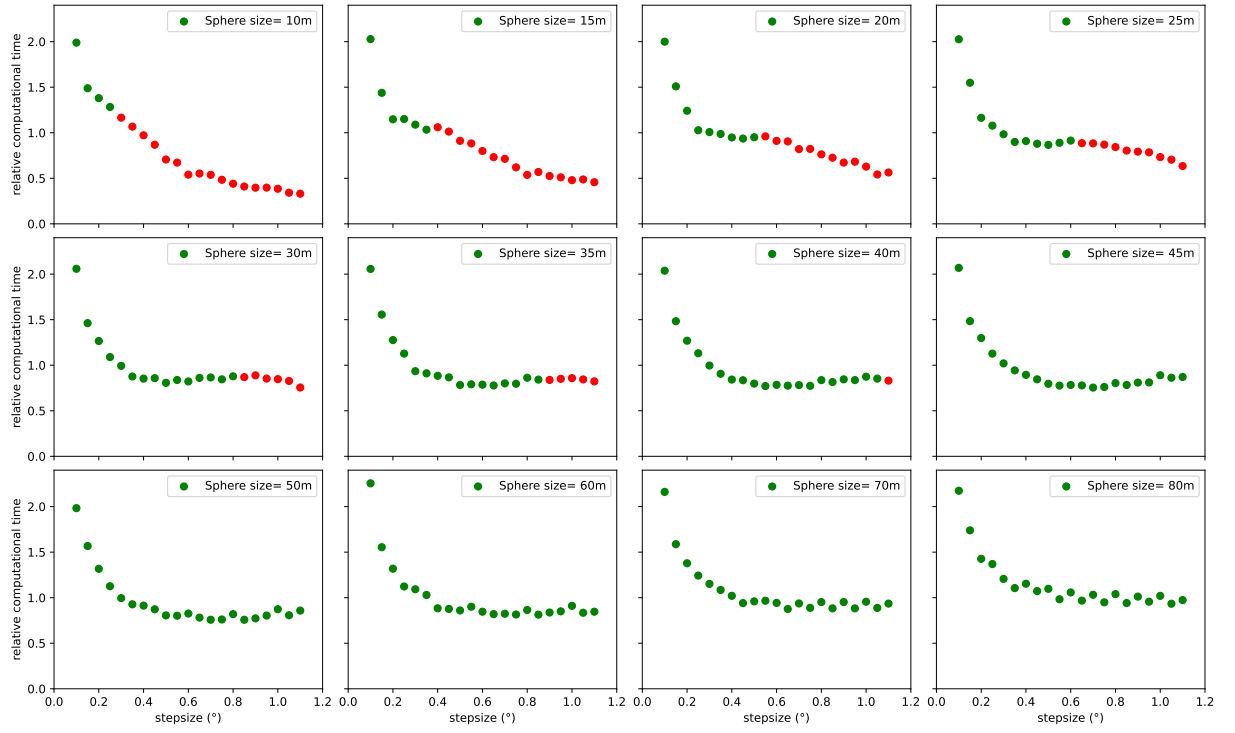 Sphere size= 10m
Sphere size= 15m
Sphere size= 20m
Sphere size= 25m
relative computational time
2.0
1.5
1.0
0.5
0.0
Sphere size= 30m
Sphere size= 35m
Sphere size= 40m
Sphere size= 45m
relative computational time
2.0
1.5
1.0
0.5
0.0
Sphere size= 50m
Sphere size= 60m
Sphere size= 70m
Sphere size= 80m
relative computational time
2.0
1.5
1.0
0.5
0.0
0.0 0.2 0.4 0.6 0.8 1.0 1.2
0.0 0.2 0.4 0.6 0.8 1.0 1.2
0.0 0.2 0.4 0.6 0.8 1.0 1.2
0.0 0.2 0.4 0.6 0.8 1.0 1.2
stepsize (°)
stepsize (°)
stepsize (°)
stepsize (°)